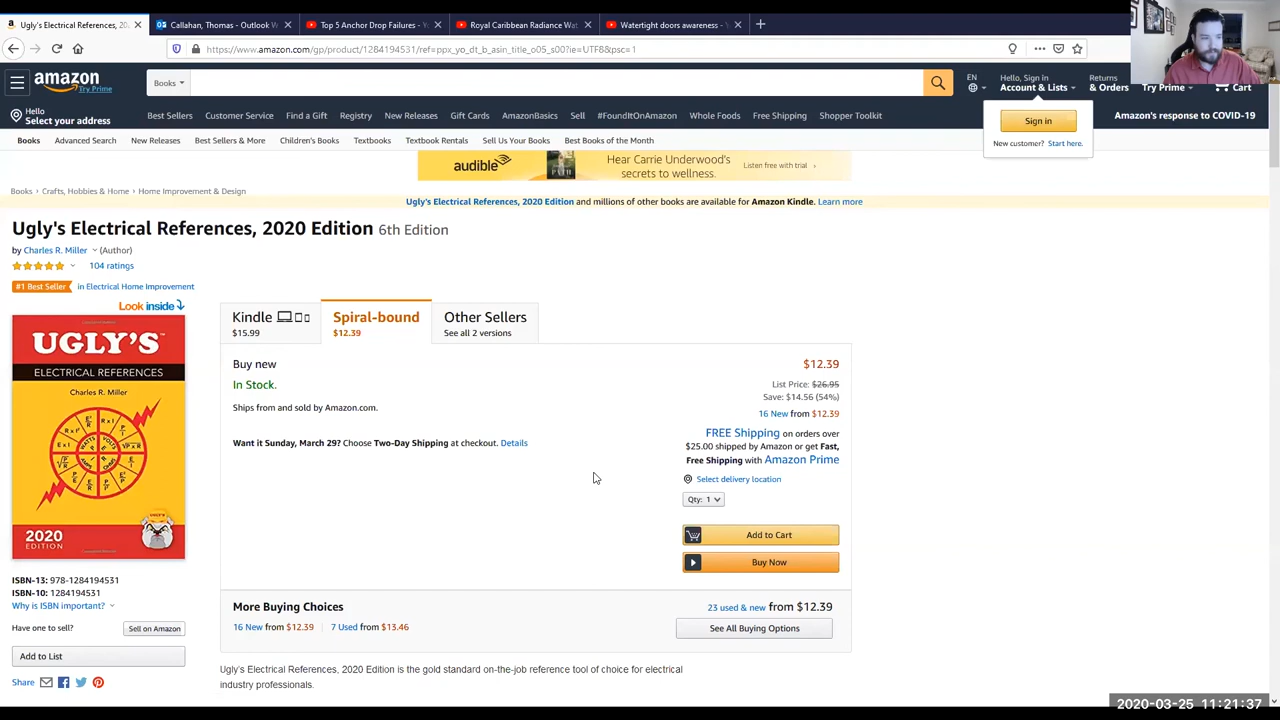 Ugly's Electrical References, 202
Callahan, Thomas - Outlook W
Top 5 Anchor Drop Failures - Yo
Royal Caribbean Radiance Wat
Watertight doors awareness -
https://www.amazon.com/gp/product/1284194531/ref=ppx_yo_dt_b_asin_title_o05_s00?ie=UTF8&psc=1
amazon
Try Prime
Books
EN
Hello, Sign in
Account & Lists
Returns
& Orders
Try Prime
Cart
Hello
Select your address
Best Sellers Customer Service Find a Gift Registry New Releases Gift Cards AmazonBasics Sell #FoundItOnAmazon Whole Foods Free Shipping Shopper Toolkit
Amazon's response to COVID-19
Sign in
New customer? Start here.
Books Advanced Search New Releases Best Sellers & More Children's Books Textbooks Textbook Rentals Sell Us Your Books Best Books of the Month
audible
Hear Carrie Underwood's
secrets to wellness.
Listen free with trial ›
Books › Crafts, Hobbies & Home › Home Improvement & Design
Ugly's Electrical References, 2020 Edition and millions of other books are available for Amazon Kindle. Learn more
Ugly's Electrical References, 2020 Edition 6th Edition
by Charles R. Miller (Author)
104 ratings
#1 Best Seller in Electrical Home Improvement
Look inside
UGLY'S
ELECTRICAL REFERENCES
Charles R. Miller
2020
EDITION
Kindle
$15.99
Spiral-bound
$12.39
Other Sellers
See all 2 versions
Buy new
$12.39
In Stock.
List Price: $26.95
Save: $14.56 (54%)
Ships from and sold by Amazon.com.
16 New from $12.39
FREE Shipping on orders over
$25.00 shipped by Amazon or get Fast,
Free Shipping with Amazon Prime
Want it Sunday, March 29? Choose Two-Day Shipping at checkout. Details
Select delivery location
Qty: 1
Add to Cart
Buy Now
More Buying Choices
23 used & new from $12.39
16 New from $12.39 | 7 Used from $13.46
See All Buying Options
ISBN-13: 978-1284194531
ISBN-10: 1284194531
Why is ISBN important?
Have one to sell?
Sell on Amazon
Add to List
Share
Ugly's Electrical References, 2020 Edition is the gold standard on-the-job reference tool of choice for electrical
industry professionals.
2020-03-25 11:21:37